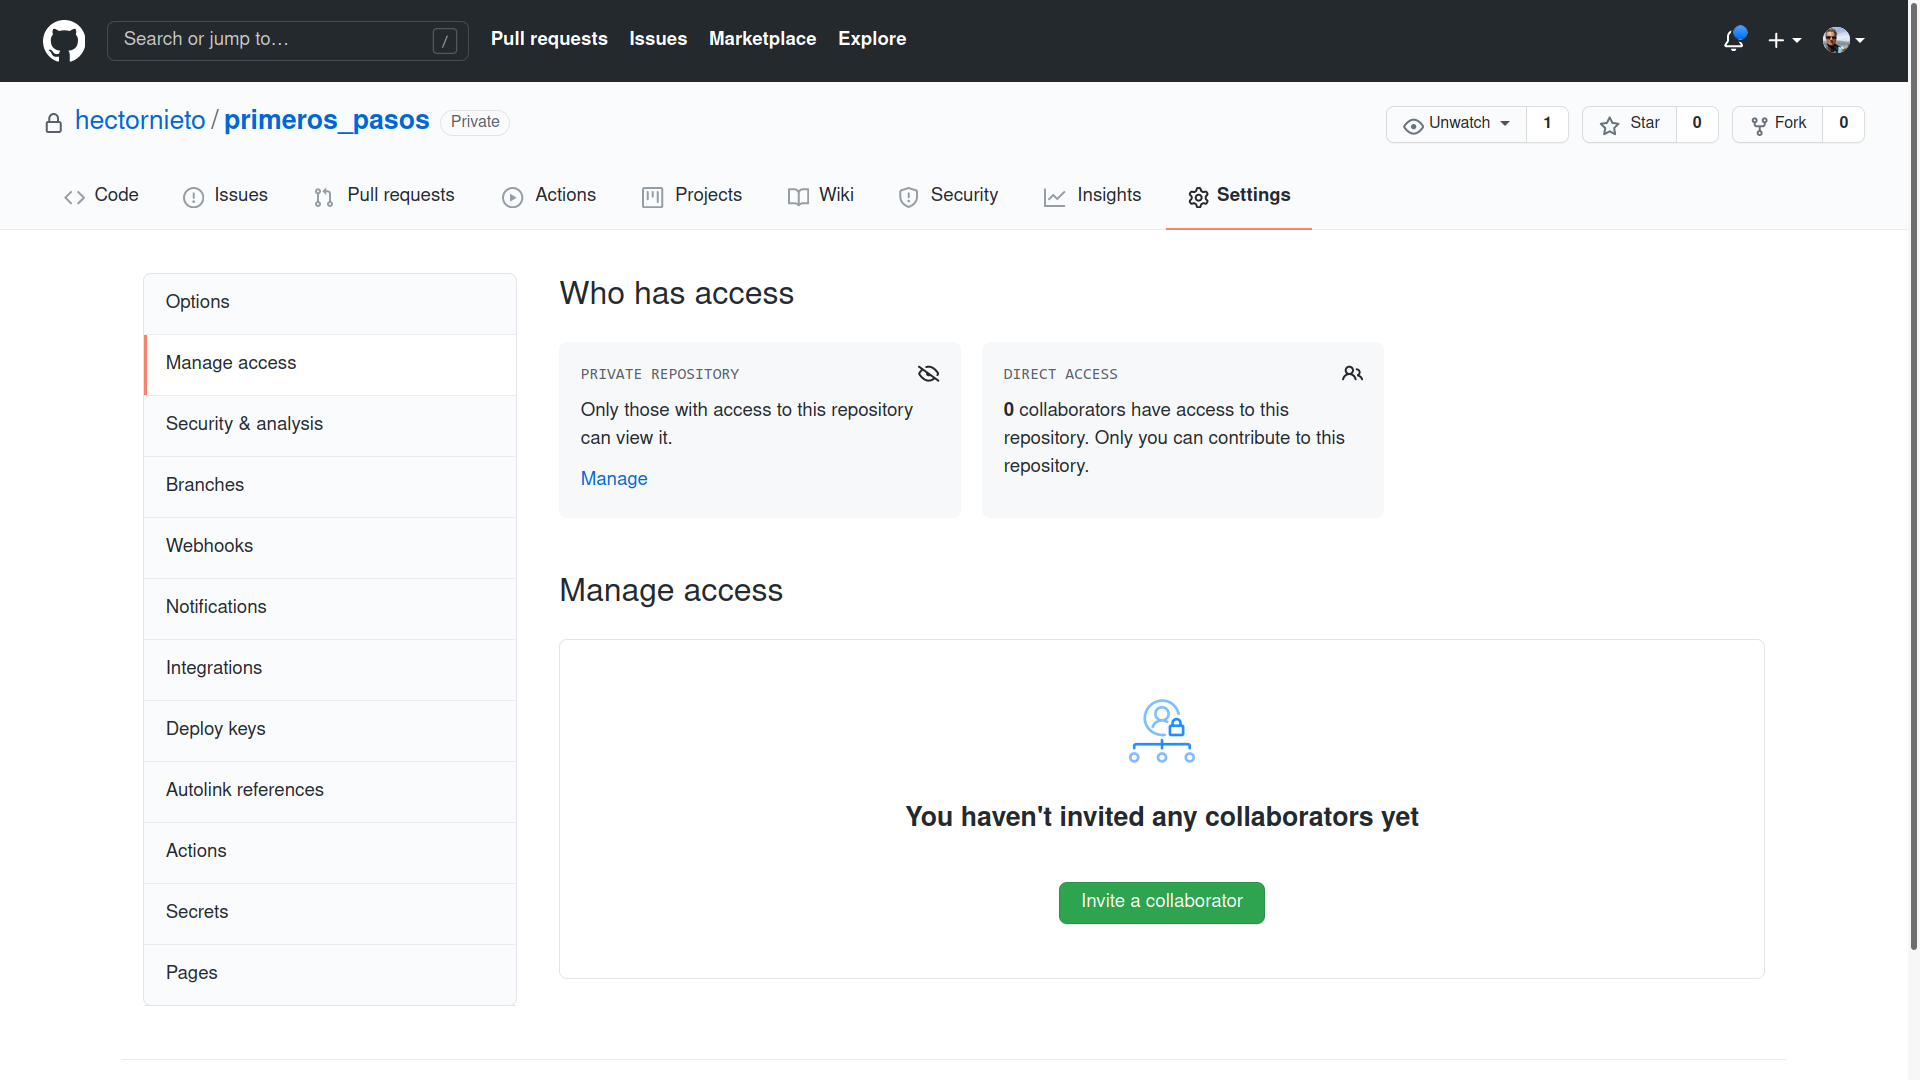 Search or jump to…
/
Pull requests
Issues
Marketplace
Explore
hectornieto / primeros_pasos
Private
Unwatch
1
Star
0
Fork
0
Code
Issues
Pull requests
Actions
Projects
Wiki
Security
Insights
Settings
Options
Manage access
Security & analysis
Branches
Webhooks
Notifications
Integrations
Deploy keys
Autolink references
Actions
Secrets
Pages
Who has access
PRIVATE REPOSITORY
Only those with access to this repository
can view it.
Manage
DIRECT ACCESS
0 collaborators have access to this
repository. Only you can contribute to this
repository.
Manage access
You haven't invited any collaborators yet
Invite a collaborator